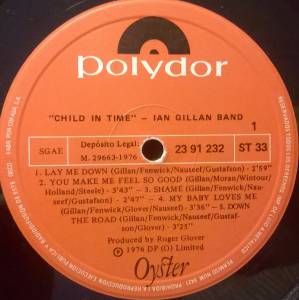 polydor
"CHILD IN TIME" – IAN GILLAN BAND
1
SGAE
Depósito Legal:
M. 29663-1976
23 91 232
ST 33
1. LAY ME DOWN (Gillan/Fenwick/Nauseef/Gustafson) - 2'59"
2. YOU MAKE ME FEEL SO GOOD (Gillan/Moran/Wintour/
Holland/Steele) - 3'43" - 3. SHAME (Gillan/Fenwick/Nauseef/
Gustafson) - 2'47" - 4. MY BABY LOVES ME
(Gillan/Fenwick/Nauseef/Glover) - 3'36" - 5. DOWN
THE ROAD (Gillan/Fenwick/Nauseef/Gustaf-
son/Glover) - 3'25"
Produced by Roger Glover
℗ 1976 DP (O) Limited
Oyster